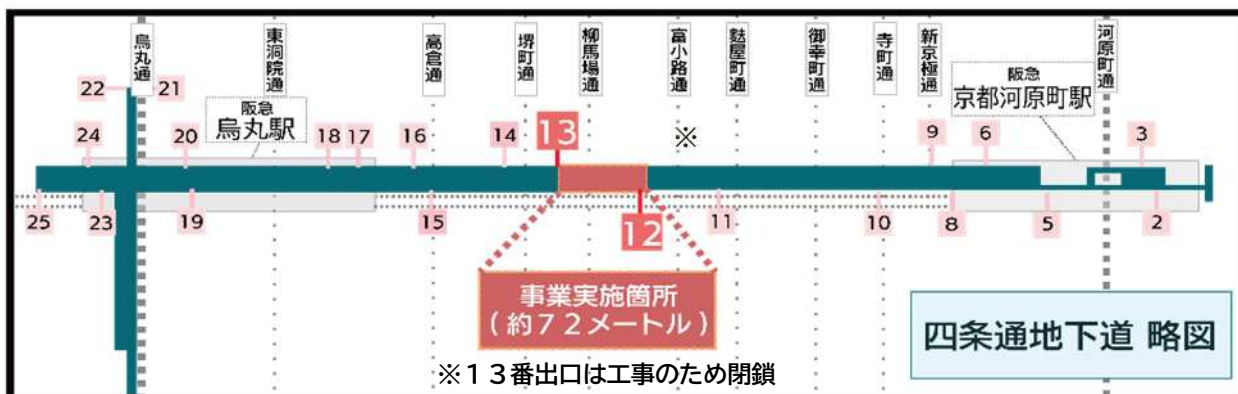 烏丸通
東洞院通
高倉通
堺町通
柳馬場通
富小路通
麩屋町通
御幸町通
寺町通
新京極通
河原町通
22
21
阪急
烏丸駅
阪急
京都河原町駅
24
20
18
17
16
14
13
※
9
6
3
25
23
19
15
12
11
10
8
5
2
事業実施箇所
(約72メートル)
四条通地下道 略図
※13番出口は工事のため閉鎖